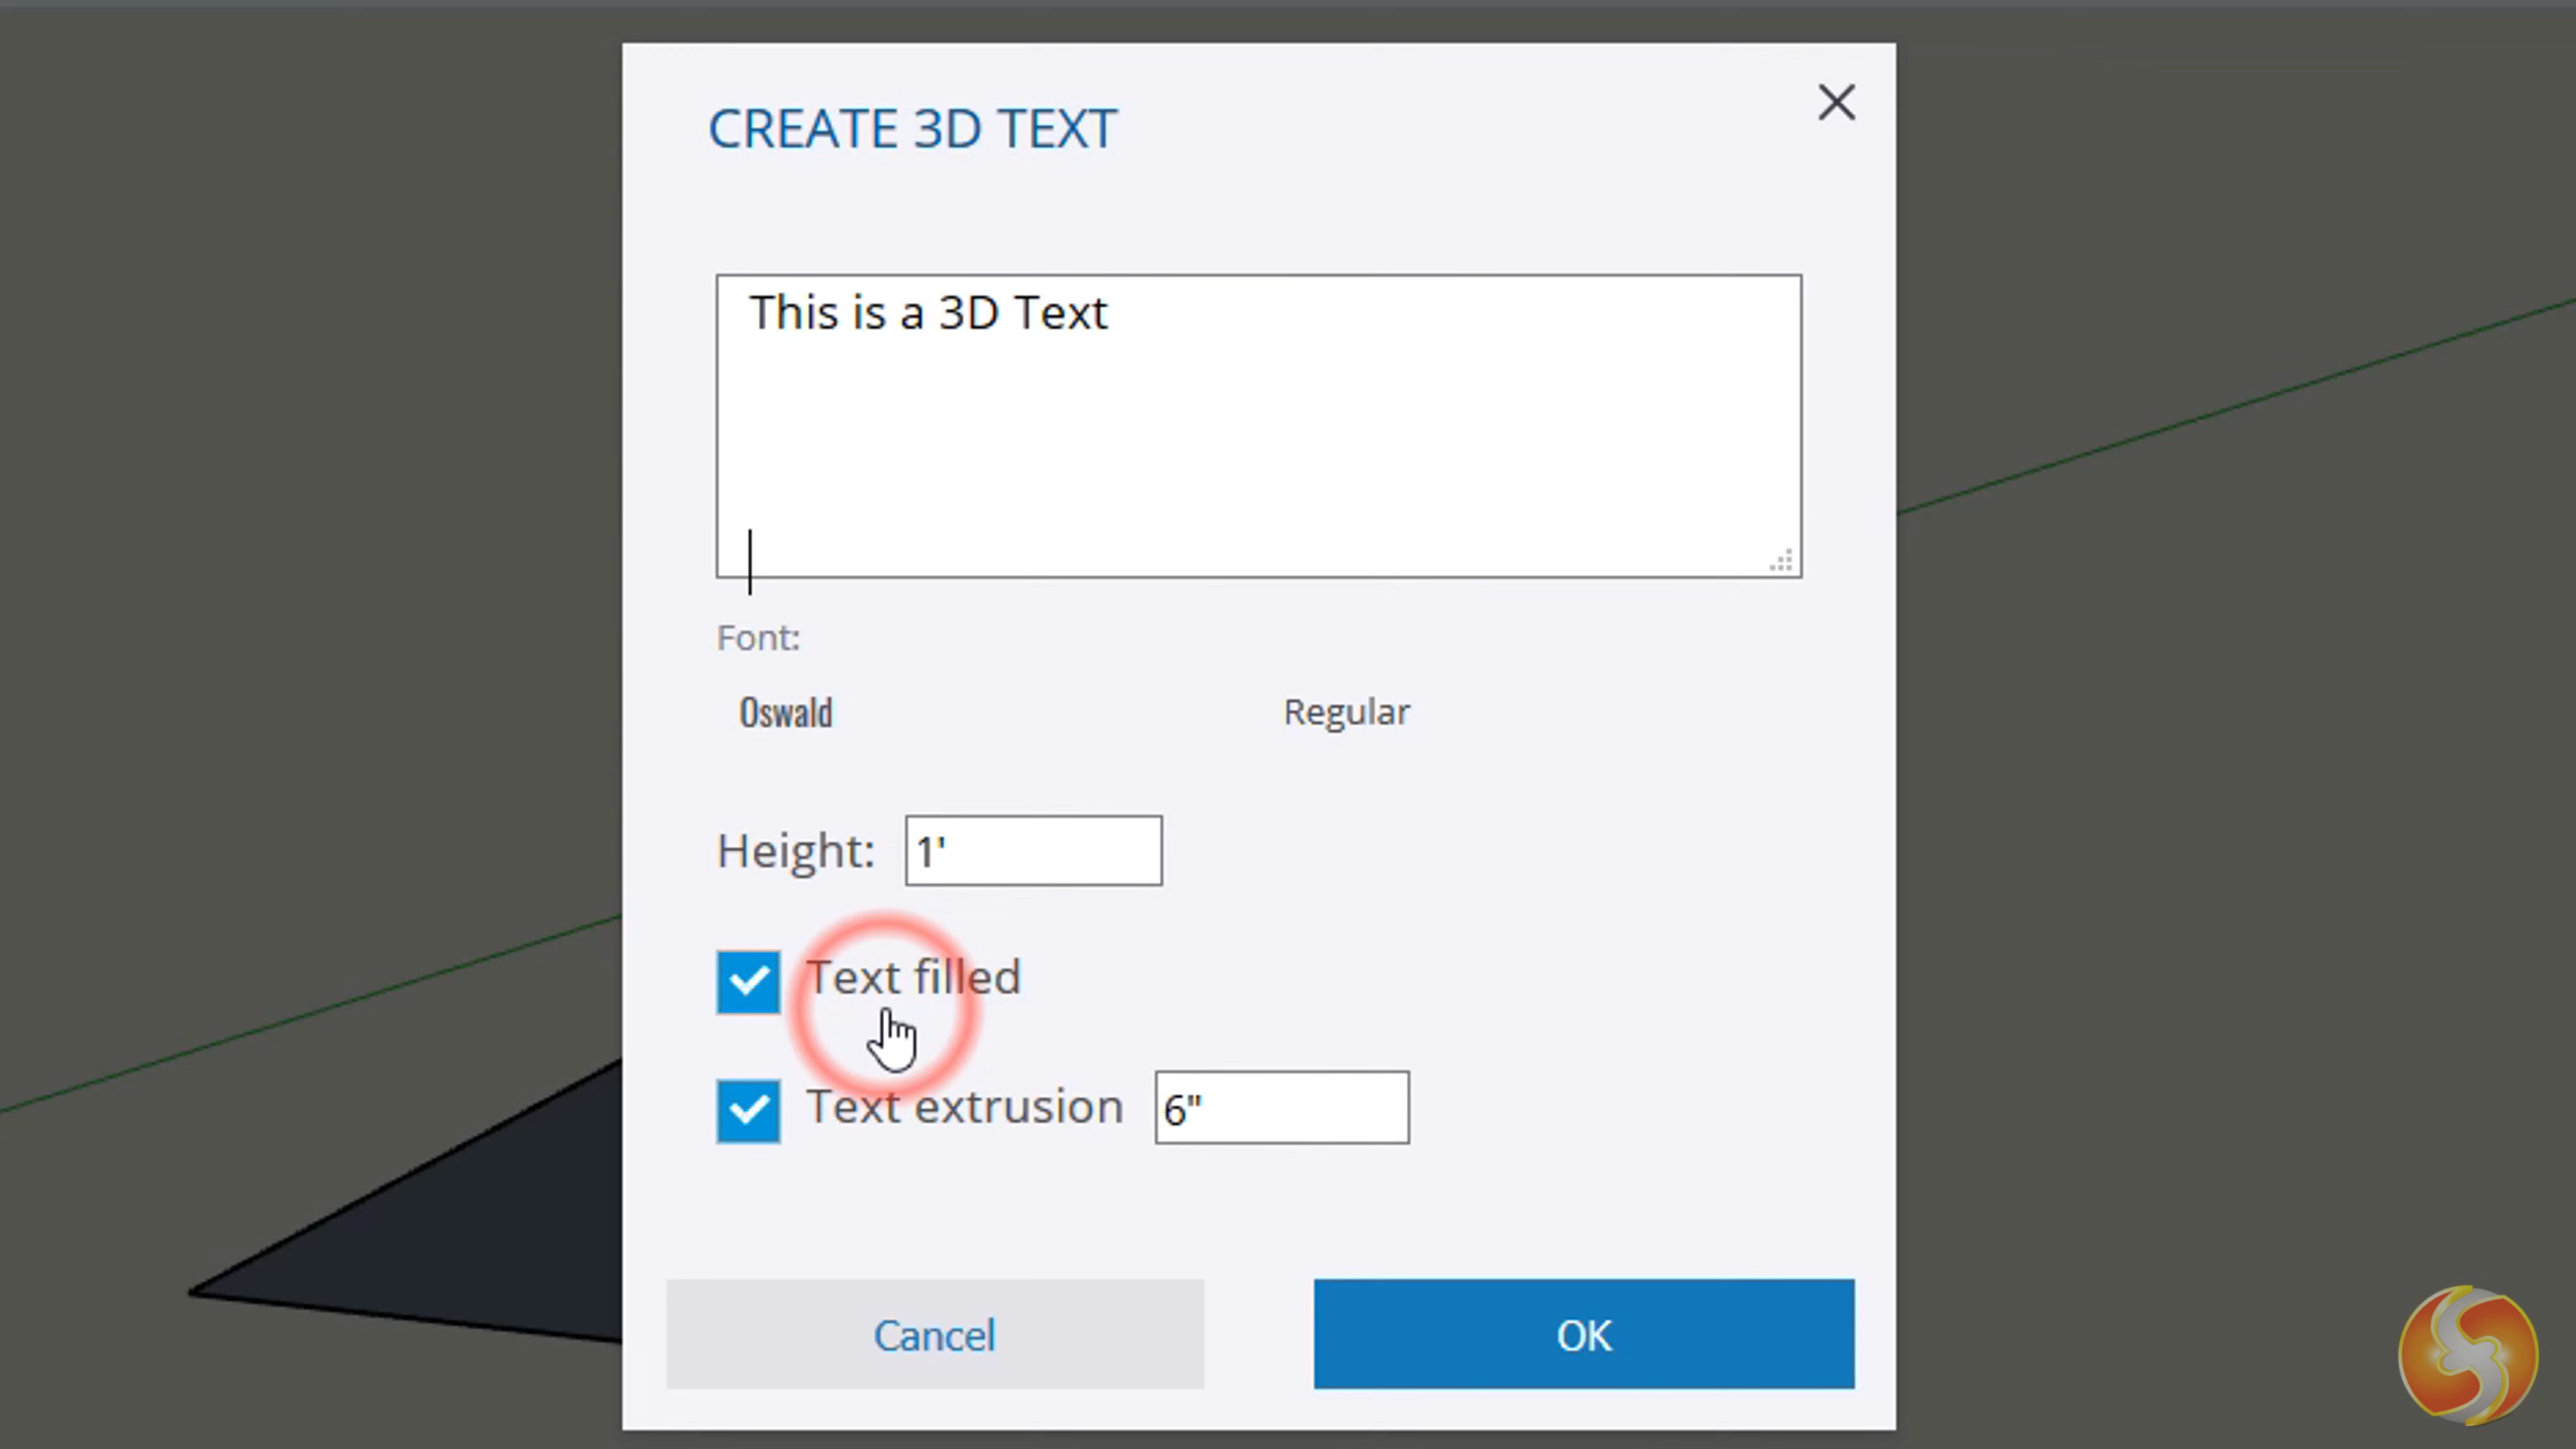 CREATE 3D TEXT
This is a 3D Text
Font:
Oswald Regular
Height: 1'
Text filled
Text extrusion 6"
Cancel OK